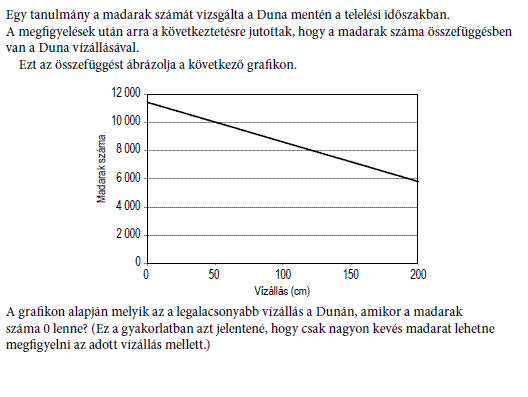 Egy tanulmány a madarak számát vizsgálta a Duna mentén a telelési időszakban.
A megfigyelések után arra a következtetésre jutottak, hogy a madarak száma összefüggésben
van a Duna vízállásával.
Ezt az összefüggést ábrázolja a következő grafikon.
12 000
10 000
8 000
6 000
4 000
2 000
0
Madarak száma
0 50 100 150 200
Vízállás (cm)
A grafikon alapján melyik az a legalacsonyabb vízállás a Dunán, amikor a madarak
száma 0 lenne? (Ez a gyakorlatban azt jelentené, hogy csak nagyon kevés madarat lehetne
megfigyelni az adott vízállás mellett.)